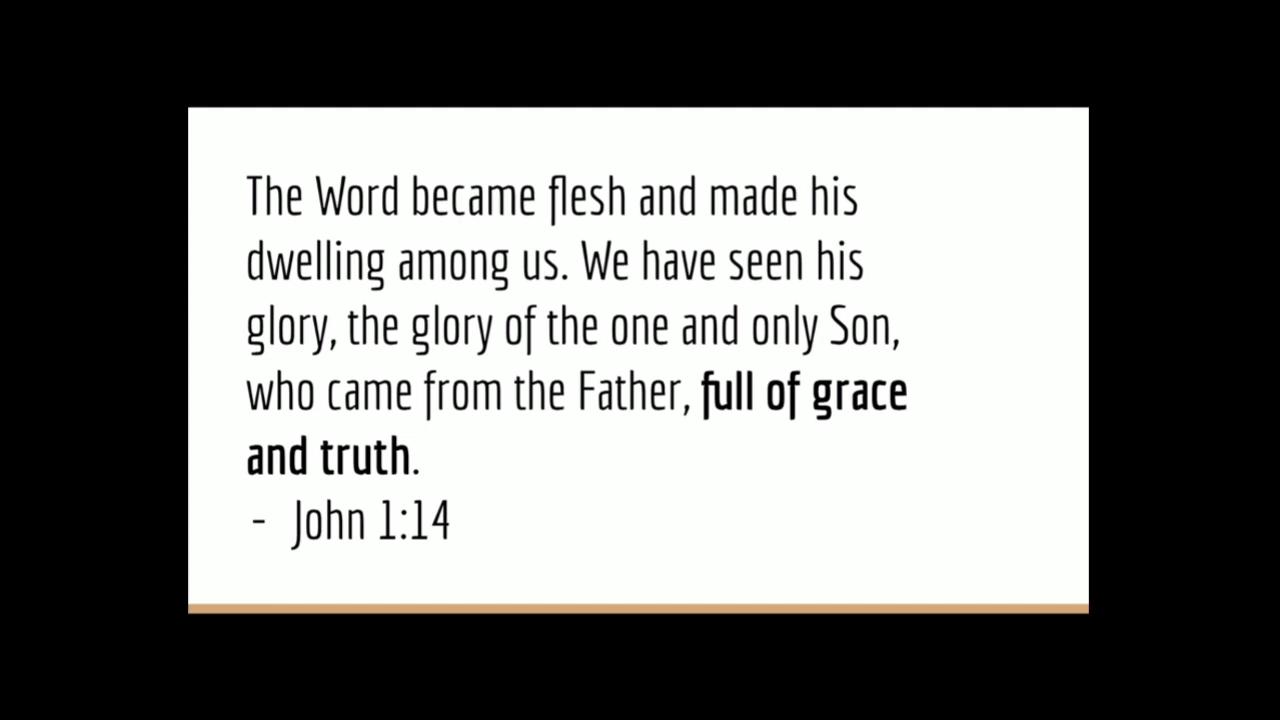 The Word became flesh and made his
dwelling among us. We have seen his
glory, the glory of the one and only Son,
who came from the Father, full of grace
and truth.
- John 1:14